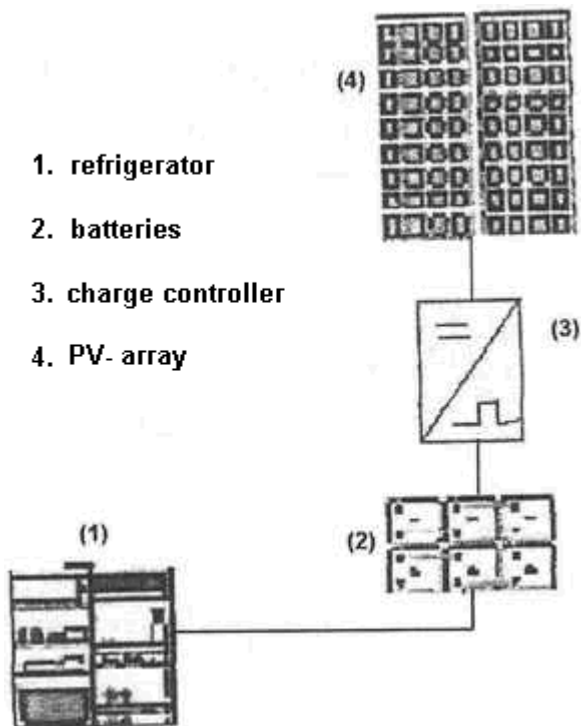 (4)
1. refrigerator
2. batteries
3. charge controller
4. PV- array
(3)
(1)
(2)